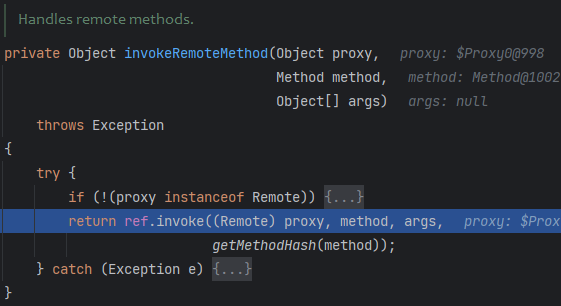 Handles remote methods.
private Object invokeRemoteMethod(Object proxy, proxy: $Proxy0@998
Method method, method: Method@1002
Object[] args) args: null
throws Exception
{
try {
if (!(proxy instanceof Remote)) {...}
return ref.invoke((Remote) proxy, method, args, proxy: $Prox
getMethodHash(method));
} catch (Exception e) {...}
}